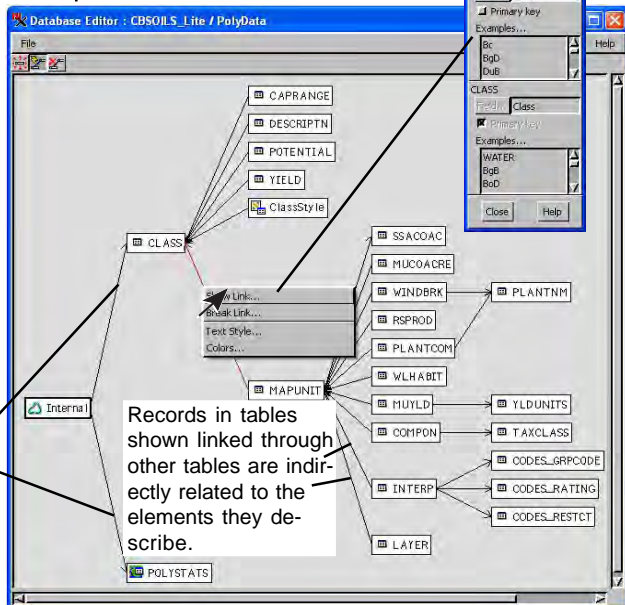 Database Editor : CBSOILS_Lite / PolyData
File
Help
Primary key
Examples...
Bc
BgD
DuB
CLASS
Field... Class
Primary key
Examples...
WATER
BgB
BoD
Close Help
CAPRANGE
DESCRIPTN
POTENTIAL
YIELD
ClassStyle
CLASS
Show Link...
Break Link...
Text Style...
Colors...
SSACOAC
MUCOACRE
WINDBRK
PLANTNM
RSPROD
PLANTCOM
WLHABIT
MAPUNIT
Internal
MUYLD
YLDUNITS
COMPON
TAXCLASS
CODES_GRPCODE
INTERP
CODES_RATING
CODES_RESTCT
LAYER
POLYSTATS
Records in tables
shown linked through
other tables are indir-
ectly related to the
elements they de-
scribe.